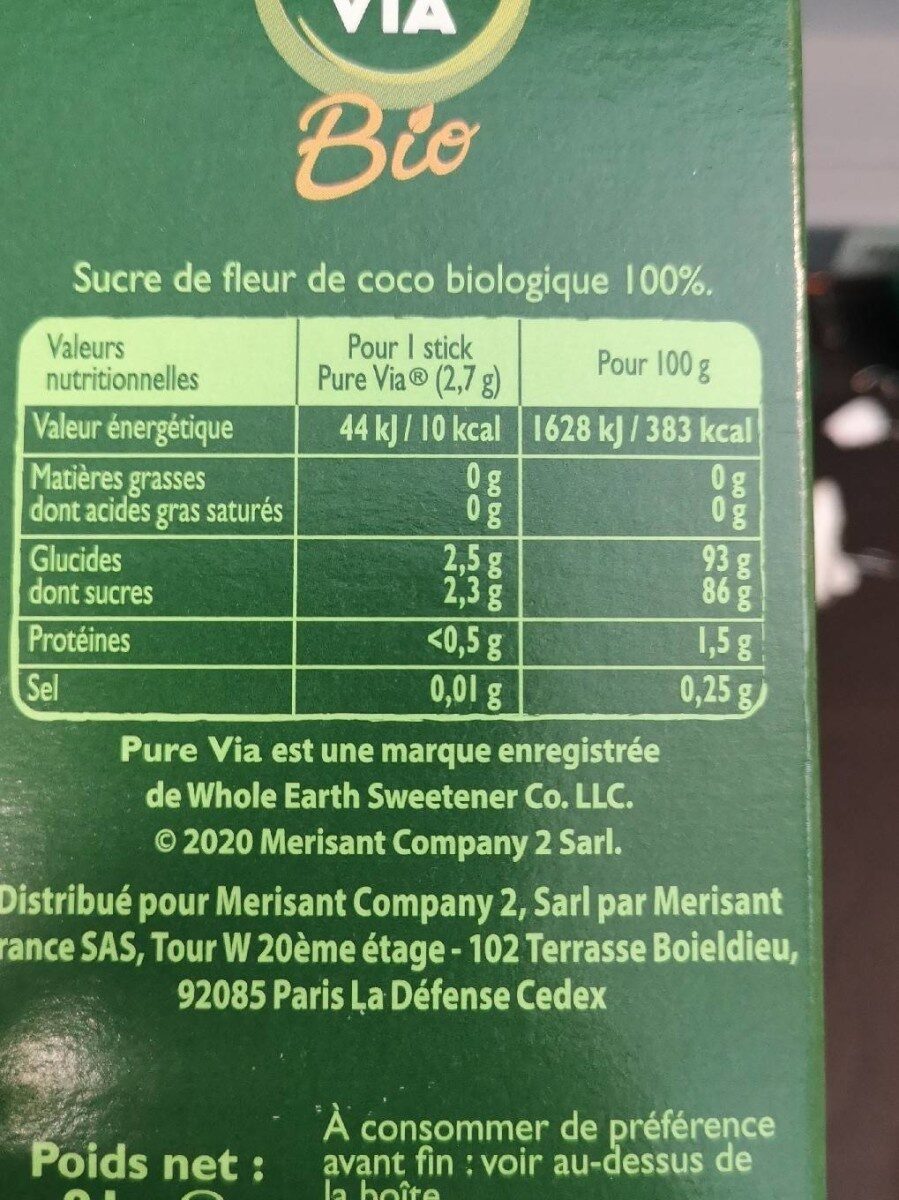 VIA
Bio
Sucre de fleur de coco biologique 100%.
Valeurs nutritionnelles | Pour 1 stick Pure Via® (2,7 g) | Pour 100 g
Valeur énergétique 44 kJ / 10 kcal 1628 kJ / 383 kcal
Matières grasses 0 g 0 g
dont acides gras saturés 0 g 0 g
Glucides 2,5 g 93 g
dont sucres 2,3 g 86 g
Protéines <0,5 g 1,5 g
Sel 0,01 g 0,25 g
Pure Via est une marque enregistrée
de Whole Earth Sweetener Co. LLC.
© 2020 Merisant Company 2 Sarl.
Distribué pour Merisant Company 2, Sarl par Merisant
rance SAS, Tour W 20ème étage - 102 Terrasse Boieldieu,
92085 Paris La Défense Cedex
Poids net :
À consommer de préférence
avant fin : voir au-dessus de
la boîte